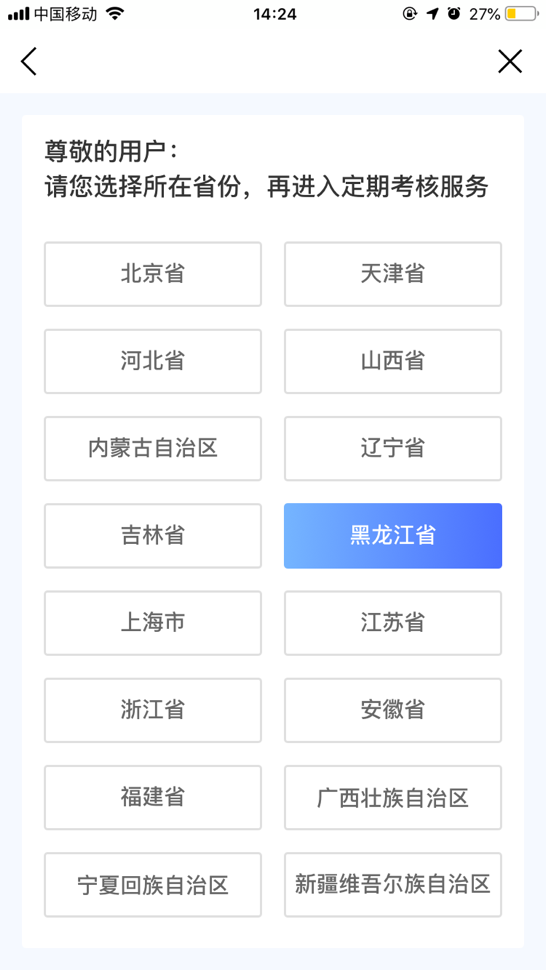 中国移动 14:24 27%
尊敬的用户：
请您选择所在省份，再进入定期考核服务
北京省 天津省
河北省 山西省
内蒙古自治区 辽宁省
吉林省 黑龙江省
上海市 江苏省
浙江省 安徽省
福建省 广西壮族自治区
宁夏回族自治区 新疆维吾尔族自治区